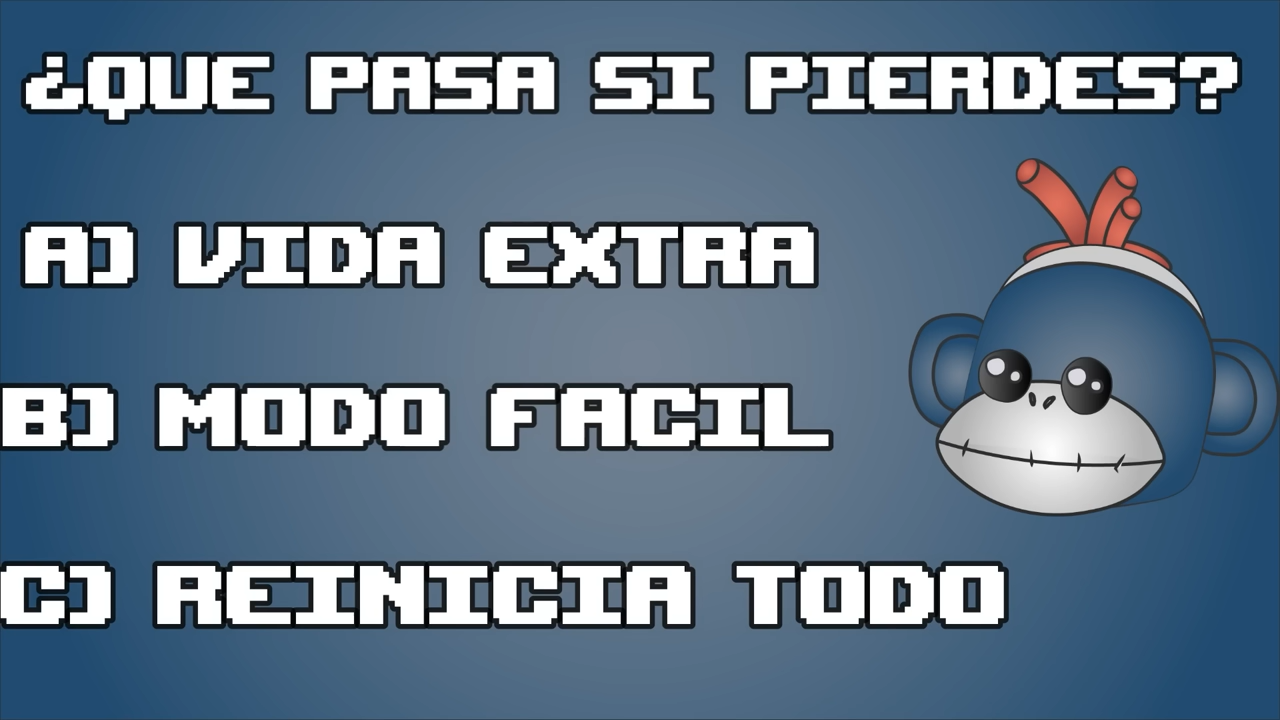 ¿QUE PASA SI PIERDES?
A) VIDA EXTRA
B) MODO FACIL
C) REINICIA TODO